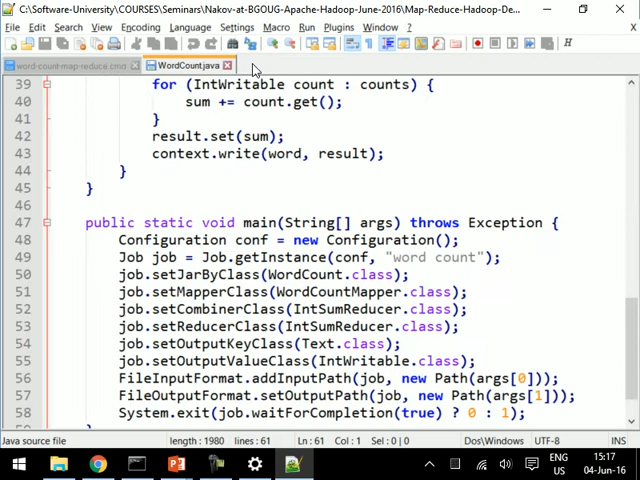 C:\Software-University\COURSES\Seminars\Nakov-at-BGOUG-Apache-Hadoop-June-2016\Map-Reduce-Hadoop-De...
File Edit Search View Encoding Language Settings Macro Run Plugins Window ? X
word-count-map-reduce.cmd WordCount.java
39 for (IntWritable count : counts) {
40 sum += count.get();
41 }
42 result.set(sum);
43 context.write(word, result);
44 }
45 }
46
47 public static void main(String[] args) throws Exception {
48 Configuration conf = new Configuration();
49 Job job = Job.getInstance(conf, "word count");
50 job.setJarByClass(WordCount.class);
51 job.setMapperClass(WordCountMapper.class);
52 job.setCombinerClass(IntSumReducer.class);
53 job.setReducerClass(IntSumReducer.class);
54 job.setOutputKeyClass(Text.class);
55 job.setOutputValueClass(IntWritable.class);
56 FileInputFormat.addInputPath(job, new Path(args[0]));
57 FileOutputFormat.setOutputPath(job, new Path(args[1]));
58 System.exit(job.waitForCompletion(true) ? 0 : 1);
Java source file length : 1980 lines : 61 Ln : 61 Col : 1 Sel : 0 | 0 Dos\Windows UTF-8 INS
ENG 15:17
US 04-Jun-16